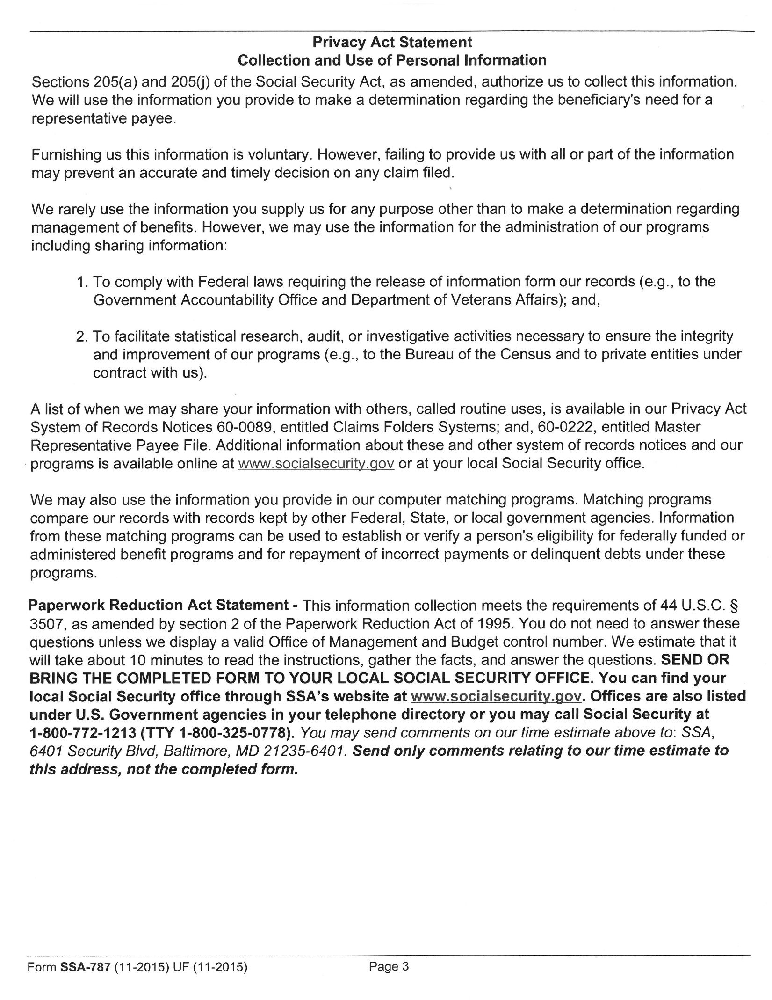 Privacy Act Statement
Collection and Use of Personal Information
Sections 205(a) and 205(j) of the Social Security Act, as amended, authorize us to collect this information.
We will use the information you provide to make a determination regarding the beneficiary's need for a
representative payee.
Furnishing us this information is voluntary. However, failing to provide us with all or part of the information
may prevent an accurate and timely decision on any claim filed.
We rarely use the information you supply us for any purpose other than to make a determination regarding
management of benefits. However, we may use the information for the administration of our programs
including sharing information:
1. To comply with Federal laws requiring the release of information form our records (e.g., to the
Government Accountability Office and Department of Veterans Affairs); and,
2. To facilitate statistical research, audit, or investigative activities necessary to ensure the integrity
and improvement of our programs (e.g., to the Bureau of the Census and to private entities under
contract with us).
A list of when we may share your information with others, called routine uses, is available in our Privacy Act
System of Records Notices 60-0089, entitled Claims Folders Systems; and, 60-0222, entitled Master
Representative Payee File. Additional information about these and other system of records notices and our
programs is available online at www.socialsecurity.gov or at your local Social Security office.
We may also use the information you provide in our computer matching programs. Matching programs
compare our records with records kept by other Federal, State, or local government agencies. Information
from these matching programs can be used to establish or verify a person's eligibility for federally funded or
administered benefit programs and for repayment of incorrect payments or delinquent debts under these
programs.
Paperwork Reduction Act Statement - This information collection meets the requirements of 44 U.S.C. §
3507, as amended by section 2 of the Paperwork Reduction Act of 1995. You do not need to answer these
questions unless we display a valid Office of Management and Budget control number. We estimate that it
will take about 10 minutes to read the instructions, gather the facts, and answer the questions. SEND OR
BRING THE COMPLETED FORM TO YOUR LOCAL SOCIAL SECURITY OFFICE. You can find your
local Social Security office through SSA's website at www.socialsecurity.gov. Offices are also listed
under U.S. Government agencies in your telephone directory or you may call Social Security at
1-800-772-1213 (TTY 1-800-325-0778). You may send comments on our time estimate above to: SSA,
6401 Security Blvd, Baltimore, MD 21235-6401. Send only comments relating to our time estimate to
this address, not the completed form.
Form SSA-787 (11-2015) UF (11-2015) Page 3